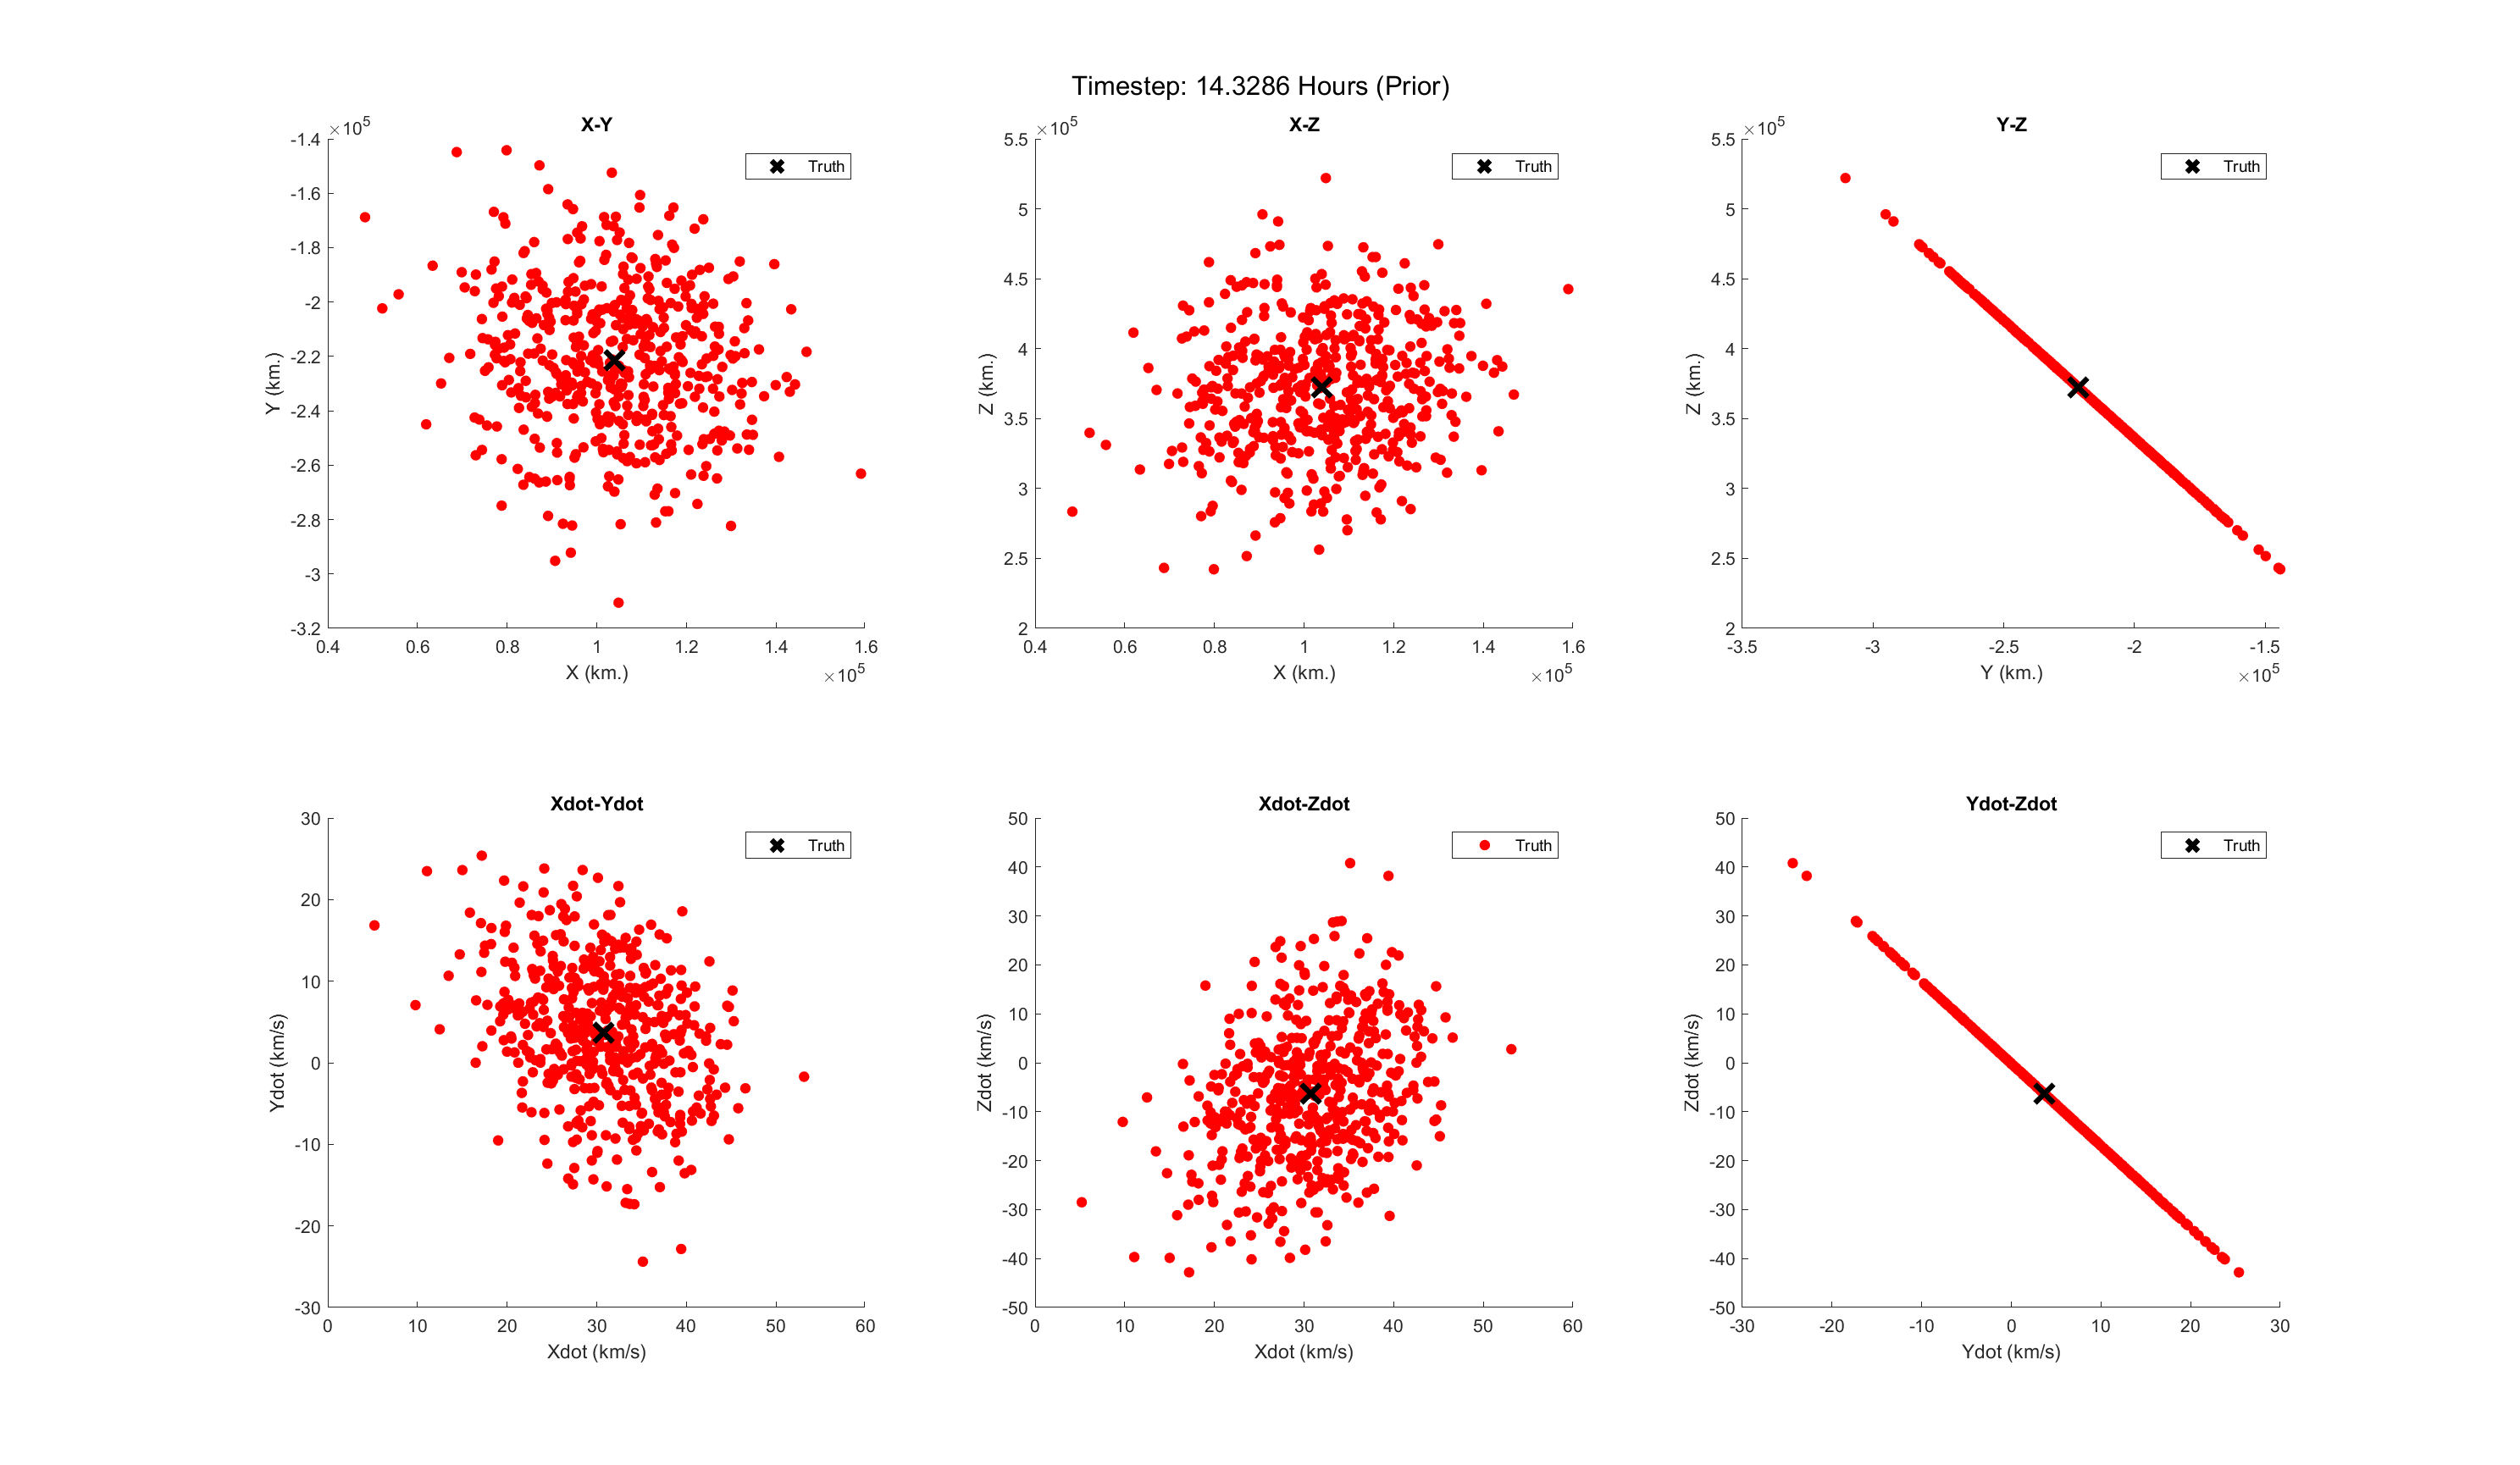 Timestep: 14.3286 Hours (Prior)
X-Y
×10^5
Truth
-1.4
-1.6
-1.8
-2
-2.2
-2.4
-2.6
-2.8
-3
-3.2
Y (km.)
0.4 0.6 0.8 1 1.2 1.4 1.6
X (km.)
×10^5
X-Z
×10^5
Truth
5.5
5
4.5
4
3.5
3
2.5
2
Z (km.)
0.4 0.6 0.8 1 1.2 1.4 1.6
X (km.)
×10^5
Y-Z
×10^5
Truth
5.5
5
4.5
4
3.5
3
2.5
2
Z (km.)
-3.5 -3 -2.5 -2 -1.5
Y (km.)
×10^5
Xdot-Ydot
Truth
30
20
10
0
-10
-20
-30
Ydot (km/s)
0 10 20 30 40 50 60
Xdot (km/s)
Xdot-Zdot
Truth
50
40
30
20
10
0
-10
-20
-30
-40
-50
Zdot (km/s)
0 10 20 30 40 50 60
Xdot (km/s)
Ydot-Zdot
Truth
50
40
30
20
10
0
-10
-20
-30
-40
-50
Zdot (km/s)
-30 -20 -10 0 10 20 30
Ydot (km/s)